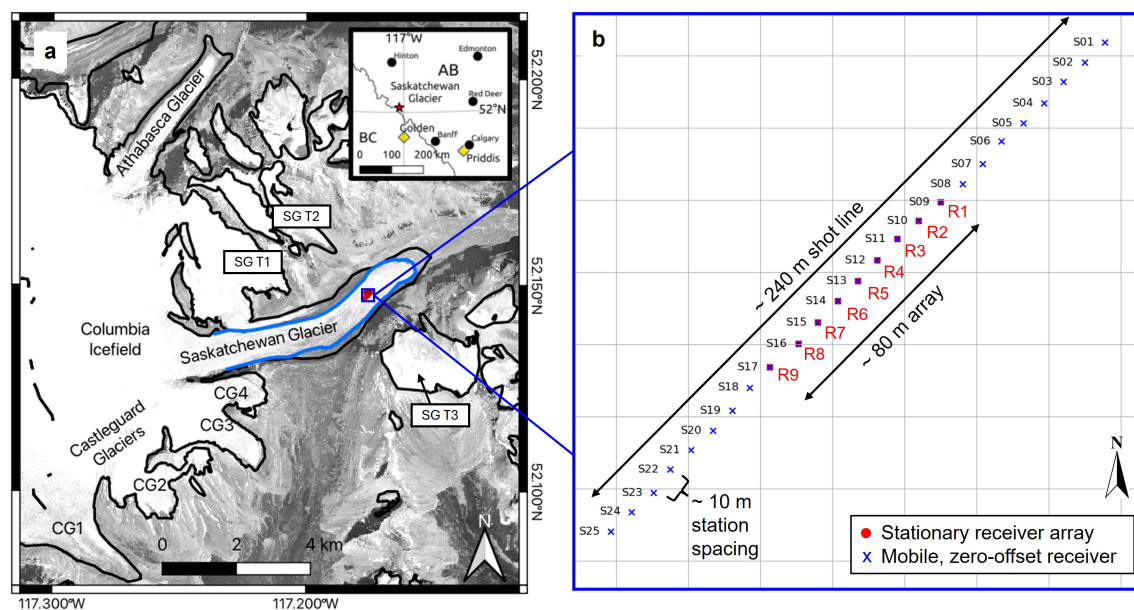 a
Athabasca Glacier
SG T2
SG T1
Columbia
Icefield
Saskatchewan Glacier
CG4
CG3
Castleguard
Glaciers
CG2
CG1
SG T3
0 2 4 km
N
117.300°W
117.200°W
52.200°N
52.150°N
52.100°N
117°W
Hinton
Edmonton
AB
Saskatchewan
Glacier
Red Deer
52°N
BC
Golden
Banff
Calgary
Priddis
0 100 200 km
b
S01
S02
S03
S04
S05
S06
S07
S08
S09 R1
S10 R2
S11 R3
S12 R4
S13 R5
S14 R6
S15 R7
S16 R8
S17 R9
S18
S19
S20
S21
S22
S23
S24
S25
~ 240 m shot line
~ 80 m array
~ 10 m
station
spacing
N
Stationary receiver array
Mobile, zero-offset receiver